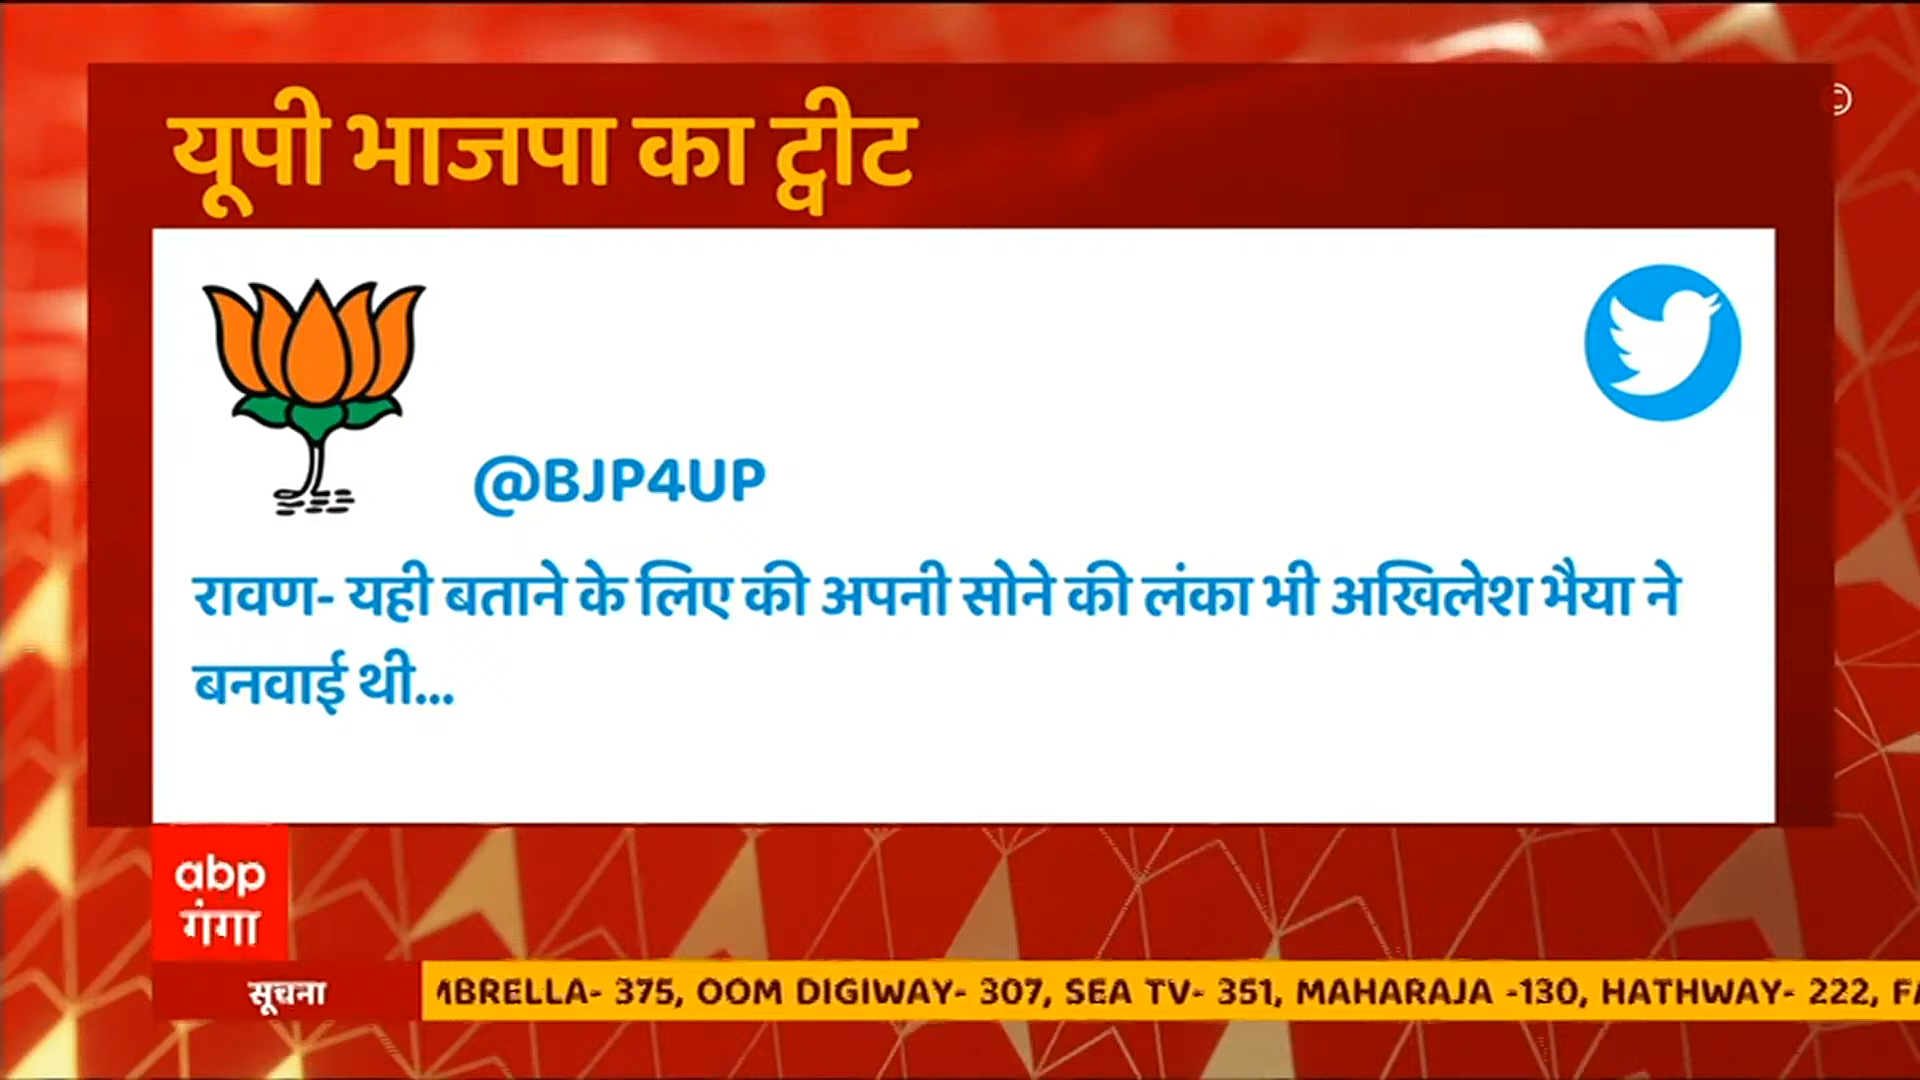 यूपी भाजपा का ट्वीट
@BJP4UP
रावण- यही बताने के लिए की अपनी सोने की लंका भी अखिलेश भैया ने
बनवाई थी...
abp
गंगा
सूचना
MBRELLA- 375, OOM DIGIWAY- 307, SEA TV- 351, MAHARAJA -130, HATHWAY- 222,